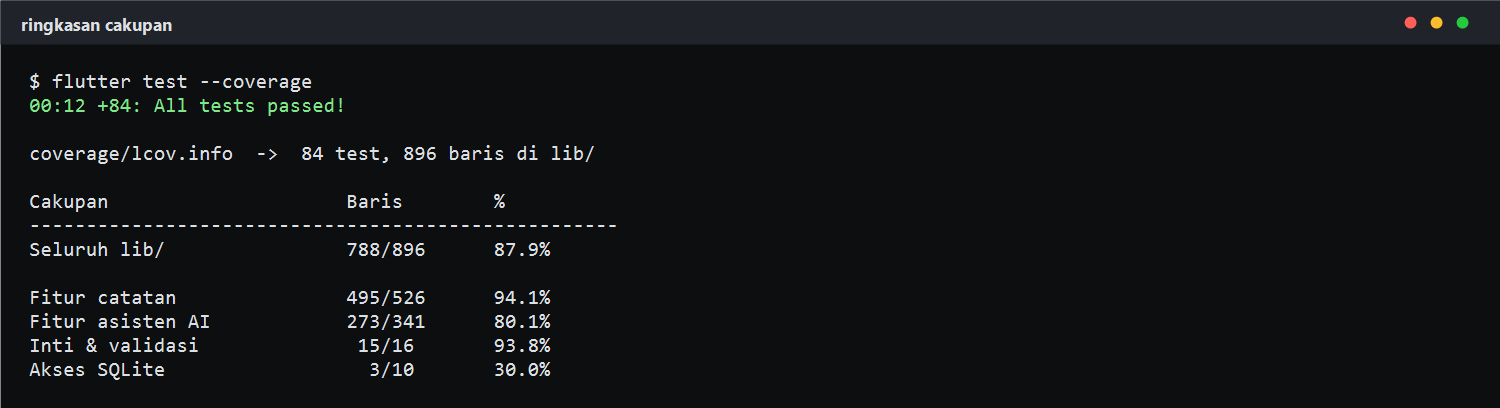 ringkasan cakupan
$ flutter test --coverage
00:12 +84: All tests passed!
coverage/lcov.info  ->  84 test, 896 baris di lib/
Cakupan                     Baris        %
----------------------------------------------------
Seluruh lib/                788/896      87.9%
Fitur catatan               495/526      94.1%
Fitur asisten AI            273/341      80.1%
Inti & validasi              15/16       93.8%
Akses SQLite                  3/10       30.0%